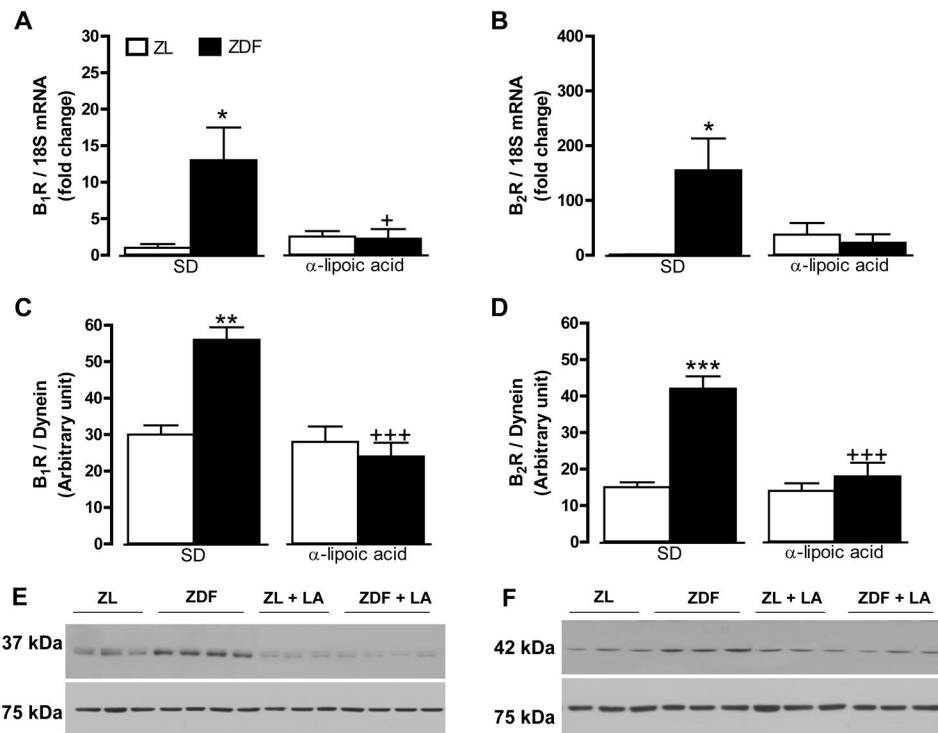 A
B₁R / 18S mRNA
(fold change)
30
25
20
15
10
5
0
ZL
ZDF
*
+
SD
α-lipoic acid
B
B₂R / 18S mRNA
(fold change)
400
300
200
100
0
*
SD
α-lipoic acid
C
B₁R / Dynein
(Arbitrary unit)
60
50
40
30
20
10
0
**
+++
SD
α-lipoic acid
D
B₂R / Dynein
(Arbitrary unit)
60
50
40
30
20
10
0
***
+++
SD
α-lipoic acid
E
ZL
ZDF
ZL + LA
ZDF + LA
37 kDa
75 kDa
F
ZL
ZDF
ZL + LA
ZDF + LA
42 kDa
75 kDa